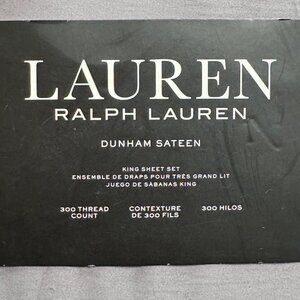 LAUREN
RALPH LAUREN
DUNHAM SATEEN
KING SHEET SET
ENSEMBLE DE DRAPS POUR TRÈS GRAND LIT
JUEGO DE SÁBANAS KING
300 THREAD COUNT
CONTEXTURE DE 300 FILS
300 HILOS